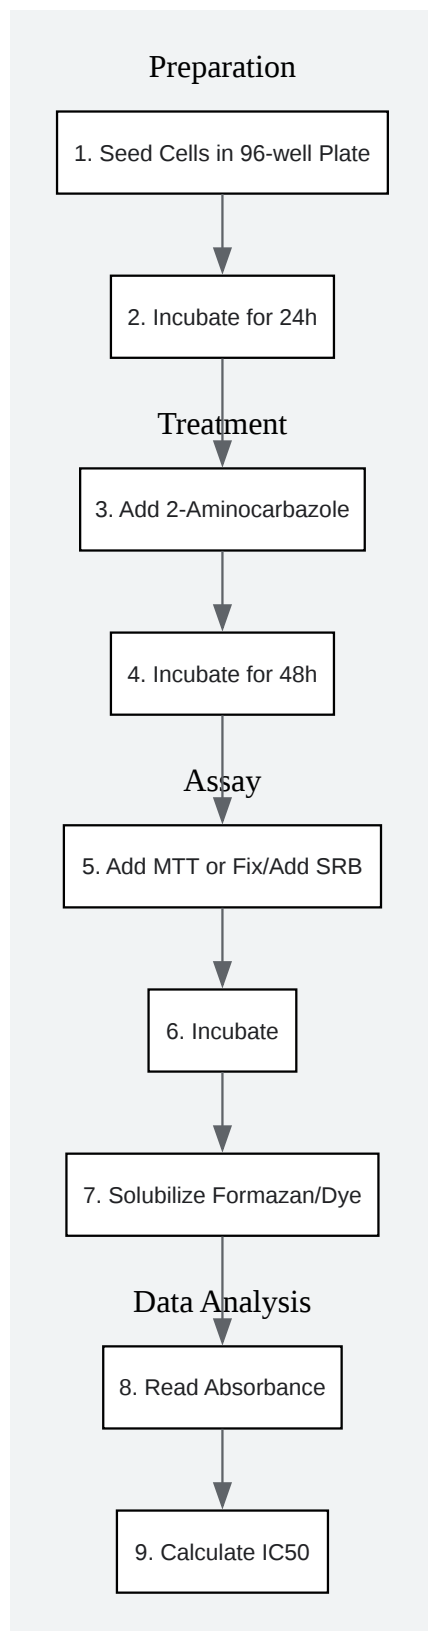 Preparation
1. Seed Cells in 96-well Plate
2. Incubate for 24h
Treatment
3. Add 2-Aminocarbazole
4. Incubate for 48h
Assay
5. Add MTT or Fix/Add SRB
6. Incubate
7. Solubilize Formazan/Dye
Data Analysis
8. Read Absorbance
9. Calculate IC50